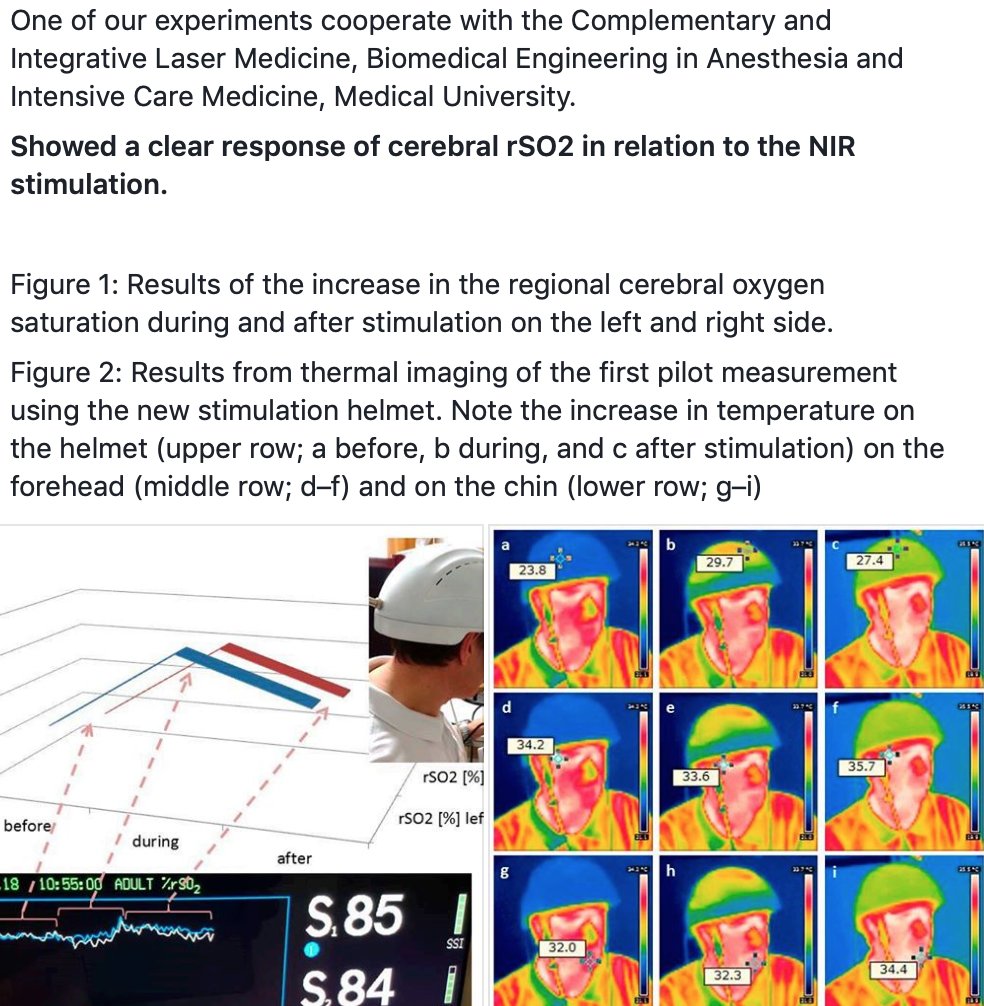 One of our experiments cooperate with the Complementary and
Integrative Laser Medicine, Biomedical Engineering in Anesthesia and
Intensive Care Medicine, Medical University.
Showed a clear response of cerebral rSO2 in relation to the NIR
stimulation.
Figure 1: Results of the increase in the regional cerebral oxygen
saturation during and after stimulation on the left and right side.
Figure 2: Results from thermal imaging of the first pilot measurement
using the new stimulation helmet. Note the increase in temperature on
the helmet (upper row; a before, b during, and c after stimulation) on the
forehead (middle row; d–f) and on the chin (lower row; g–i)
rSO2 [%]
rSO2 [%] lef
before
during
after
.18 10:55:00 ADULT %rSO₂
S₁85
SSI
S₂84
a
23.8
b
29.7
c
27.4
d
34.2
e
33.6
f
35.7
g
32.0
h
32.3
i
34.4